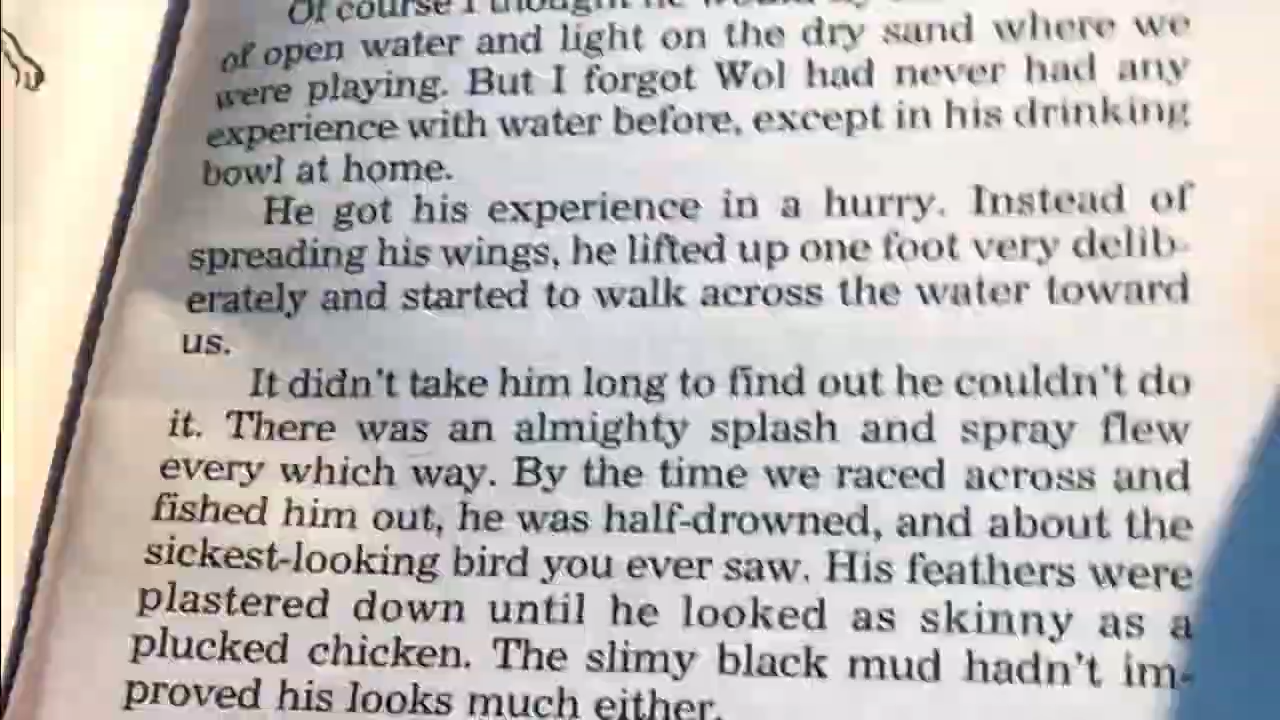 Of course I thought he would
of open water and light on the dry sand where we
were playing. But I forgot Wol had never had any
experience with water before, except in his drinking
bowl at home.
He got his experience in a hurry. Instead of
spreading his wings, he lifted up one foot very delib-
erately and started to walk across the water toward
us.
It didn't take him long to find out he couldn't do
it. There was an almighty splash and spray flew
every which way. By the time we raced across and
fished him out, he was half-drowned, and about the
sickest-looking bird you ever saw. His feathers were
plastered down until he looked as skinny as a
plucked chicken. The slimy black mud hadn't im-
proved his looks much either.